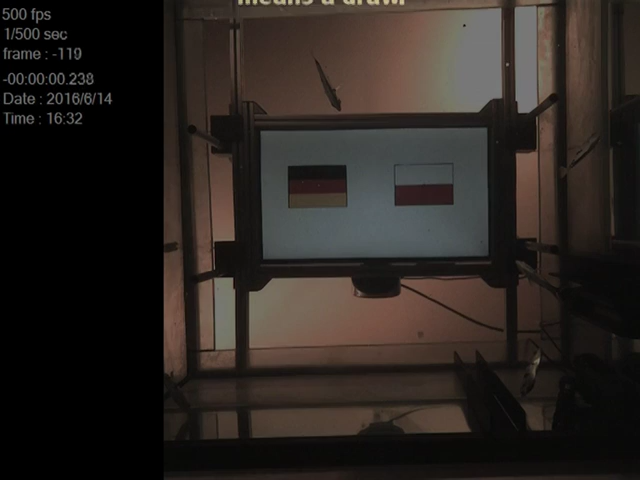 means a draw!
500 fps
1/500 sec
frame : -119
-00:00:00.238
Date : 2016/6/14
Time : 16:32